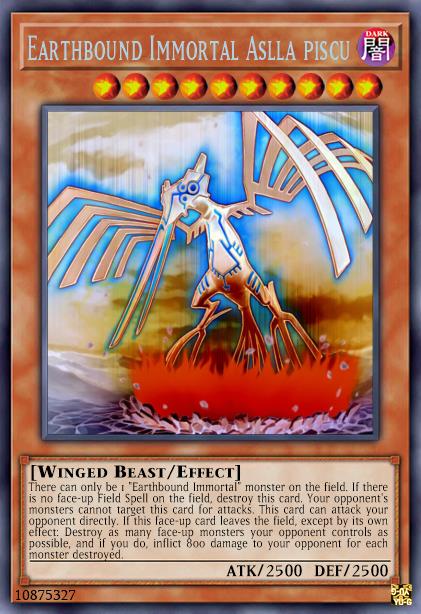 EARTHBOUND IMMORTAL ASLLA PISCU
DARK
闇
[WINGED BEAST/EFFECT]
There can only be 1 "Earthbound Immortal" monster on the field. If there
is no face-up Field Spell on the field, destroy this card. Your opponent's
monsters cannot target this card for attacks. This card can attack your
opponent directly. If this face-up card leaves the field, except by its own
effect: Destroy as many face-up monsters your opponent controls as
possible, and if you do, inflict 800 damage to your opponent for each
monster destroyed.
ATK/2500 DEF/2500
10875327